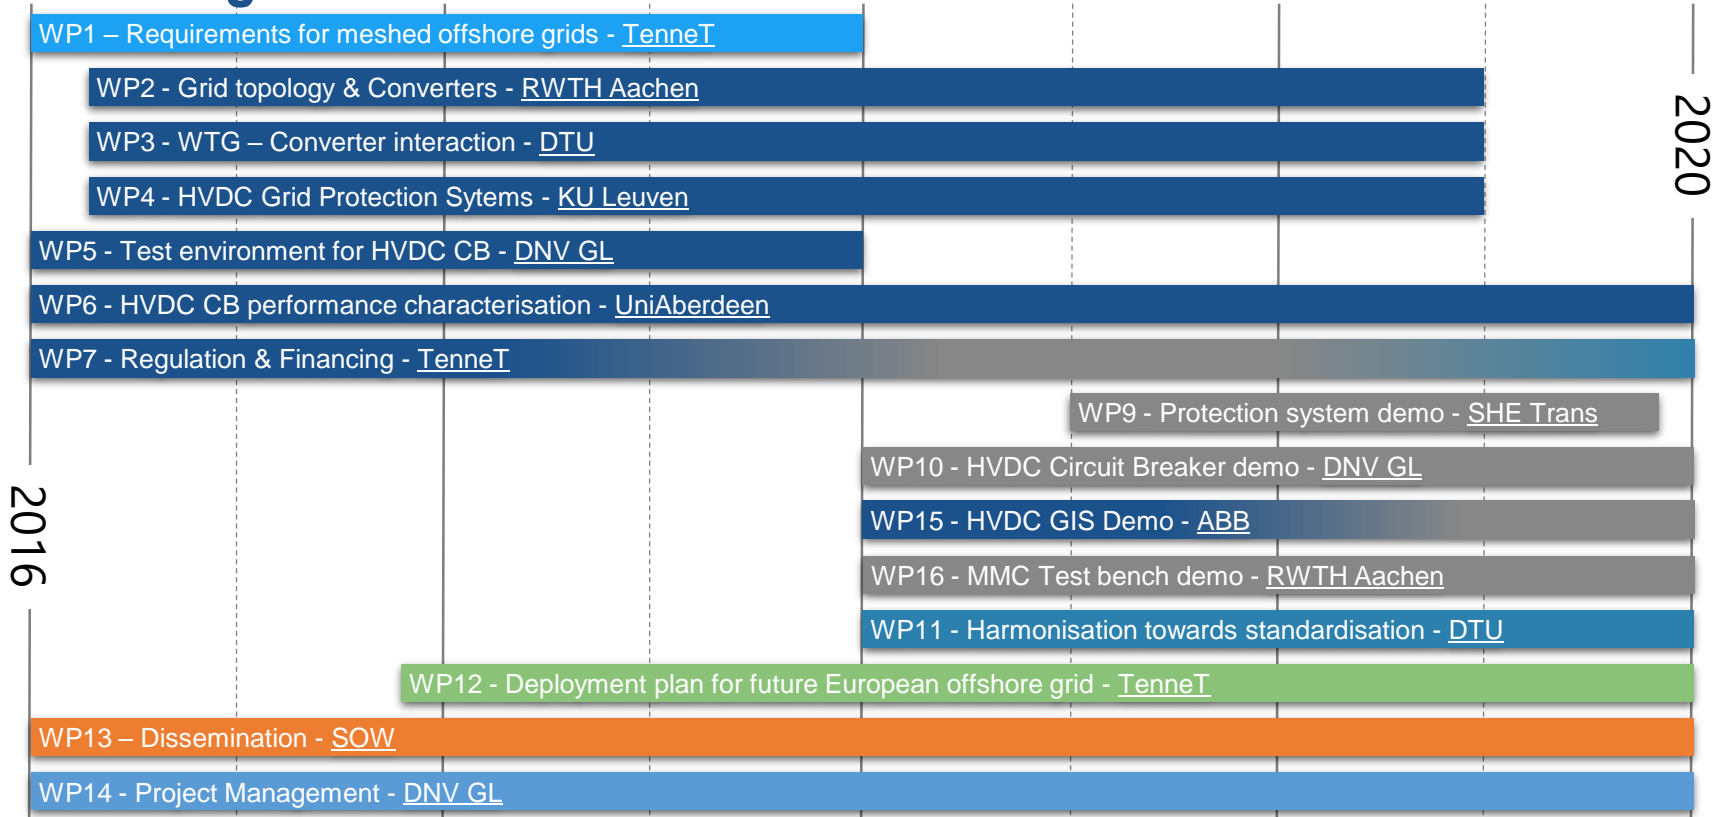 WP1 – Requirements for meshed offshore grids - TenneT
WP2 - Grid topology & Converters - RWTH Aachen
WP3 - WTG – Converter interaction - DTU
2020
WP4 - HVDC Grid Protection Sytems - KU Leuven
WP5 - Test environment for HVDC CB - DNV GL
WP6 - HVDC CB performance characterisation - UniAberdeen
WP7 - Regulation & Financing - TenneT
WP9 - Protection system demo - SHE Trans
WP10 - HVDC Circuit Breaker demo - DNV GL
WP15 - HVDC GIS Demo - ABB
2016
WP16 - MMC Test bench demo - RWTH Aachen
WP11 - Harmonisation towards standardisation - DTU
WP12 - Deployment plan for future European offshore grid - TenneT
WP13 – Dissemination - SOW
WP14 - Project Management - DNV GL